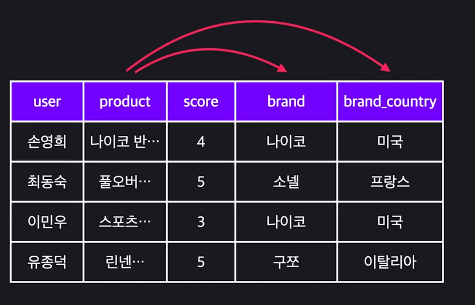 user product score brand brand_country
손영희 나이코 반… 4 나이코 미국
최동숙 풀오버… 5 소넬 프랑스
이민우 스포츠… 3 나이코 미국
유종덕 린넨… 5 구쪼 이탈리아